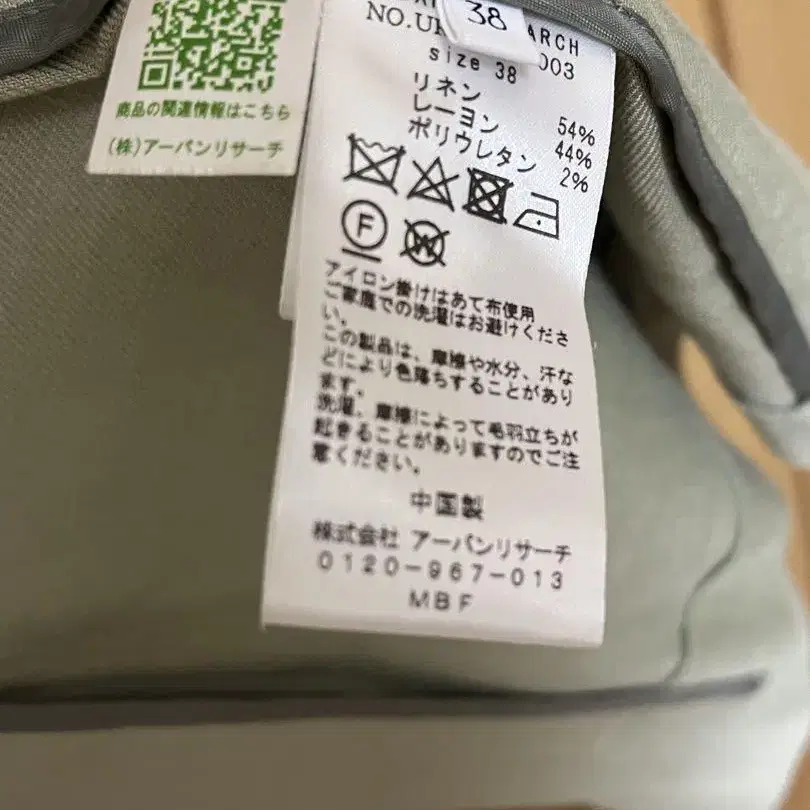 商品の関連情報はこちら
(株)アーバンリサーチ
38
ARCH
NO.UR
003
size 38
リネン 54%
レーヨン 44%
ポリウレタン 2%
F
W
アイロン掛けはあて布使用
ご家庭での洗濯はお避けくださ
い。
この製品は、摩擦や水分、汗な
どにより色落ちすることがあり
ます。
洗濯、摩擦によって毛羽立ちが
起きることがありますのでご注
意ください。
中国製
株式会社 アーバンリサーチ
0120-967-013
MBF